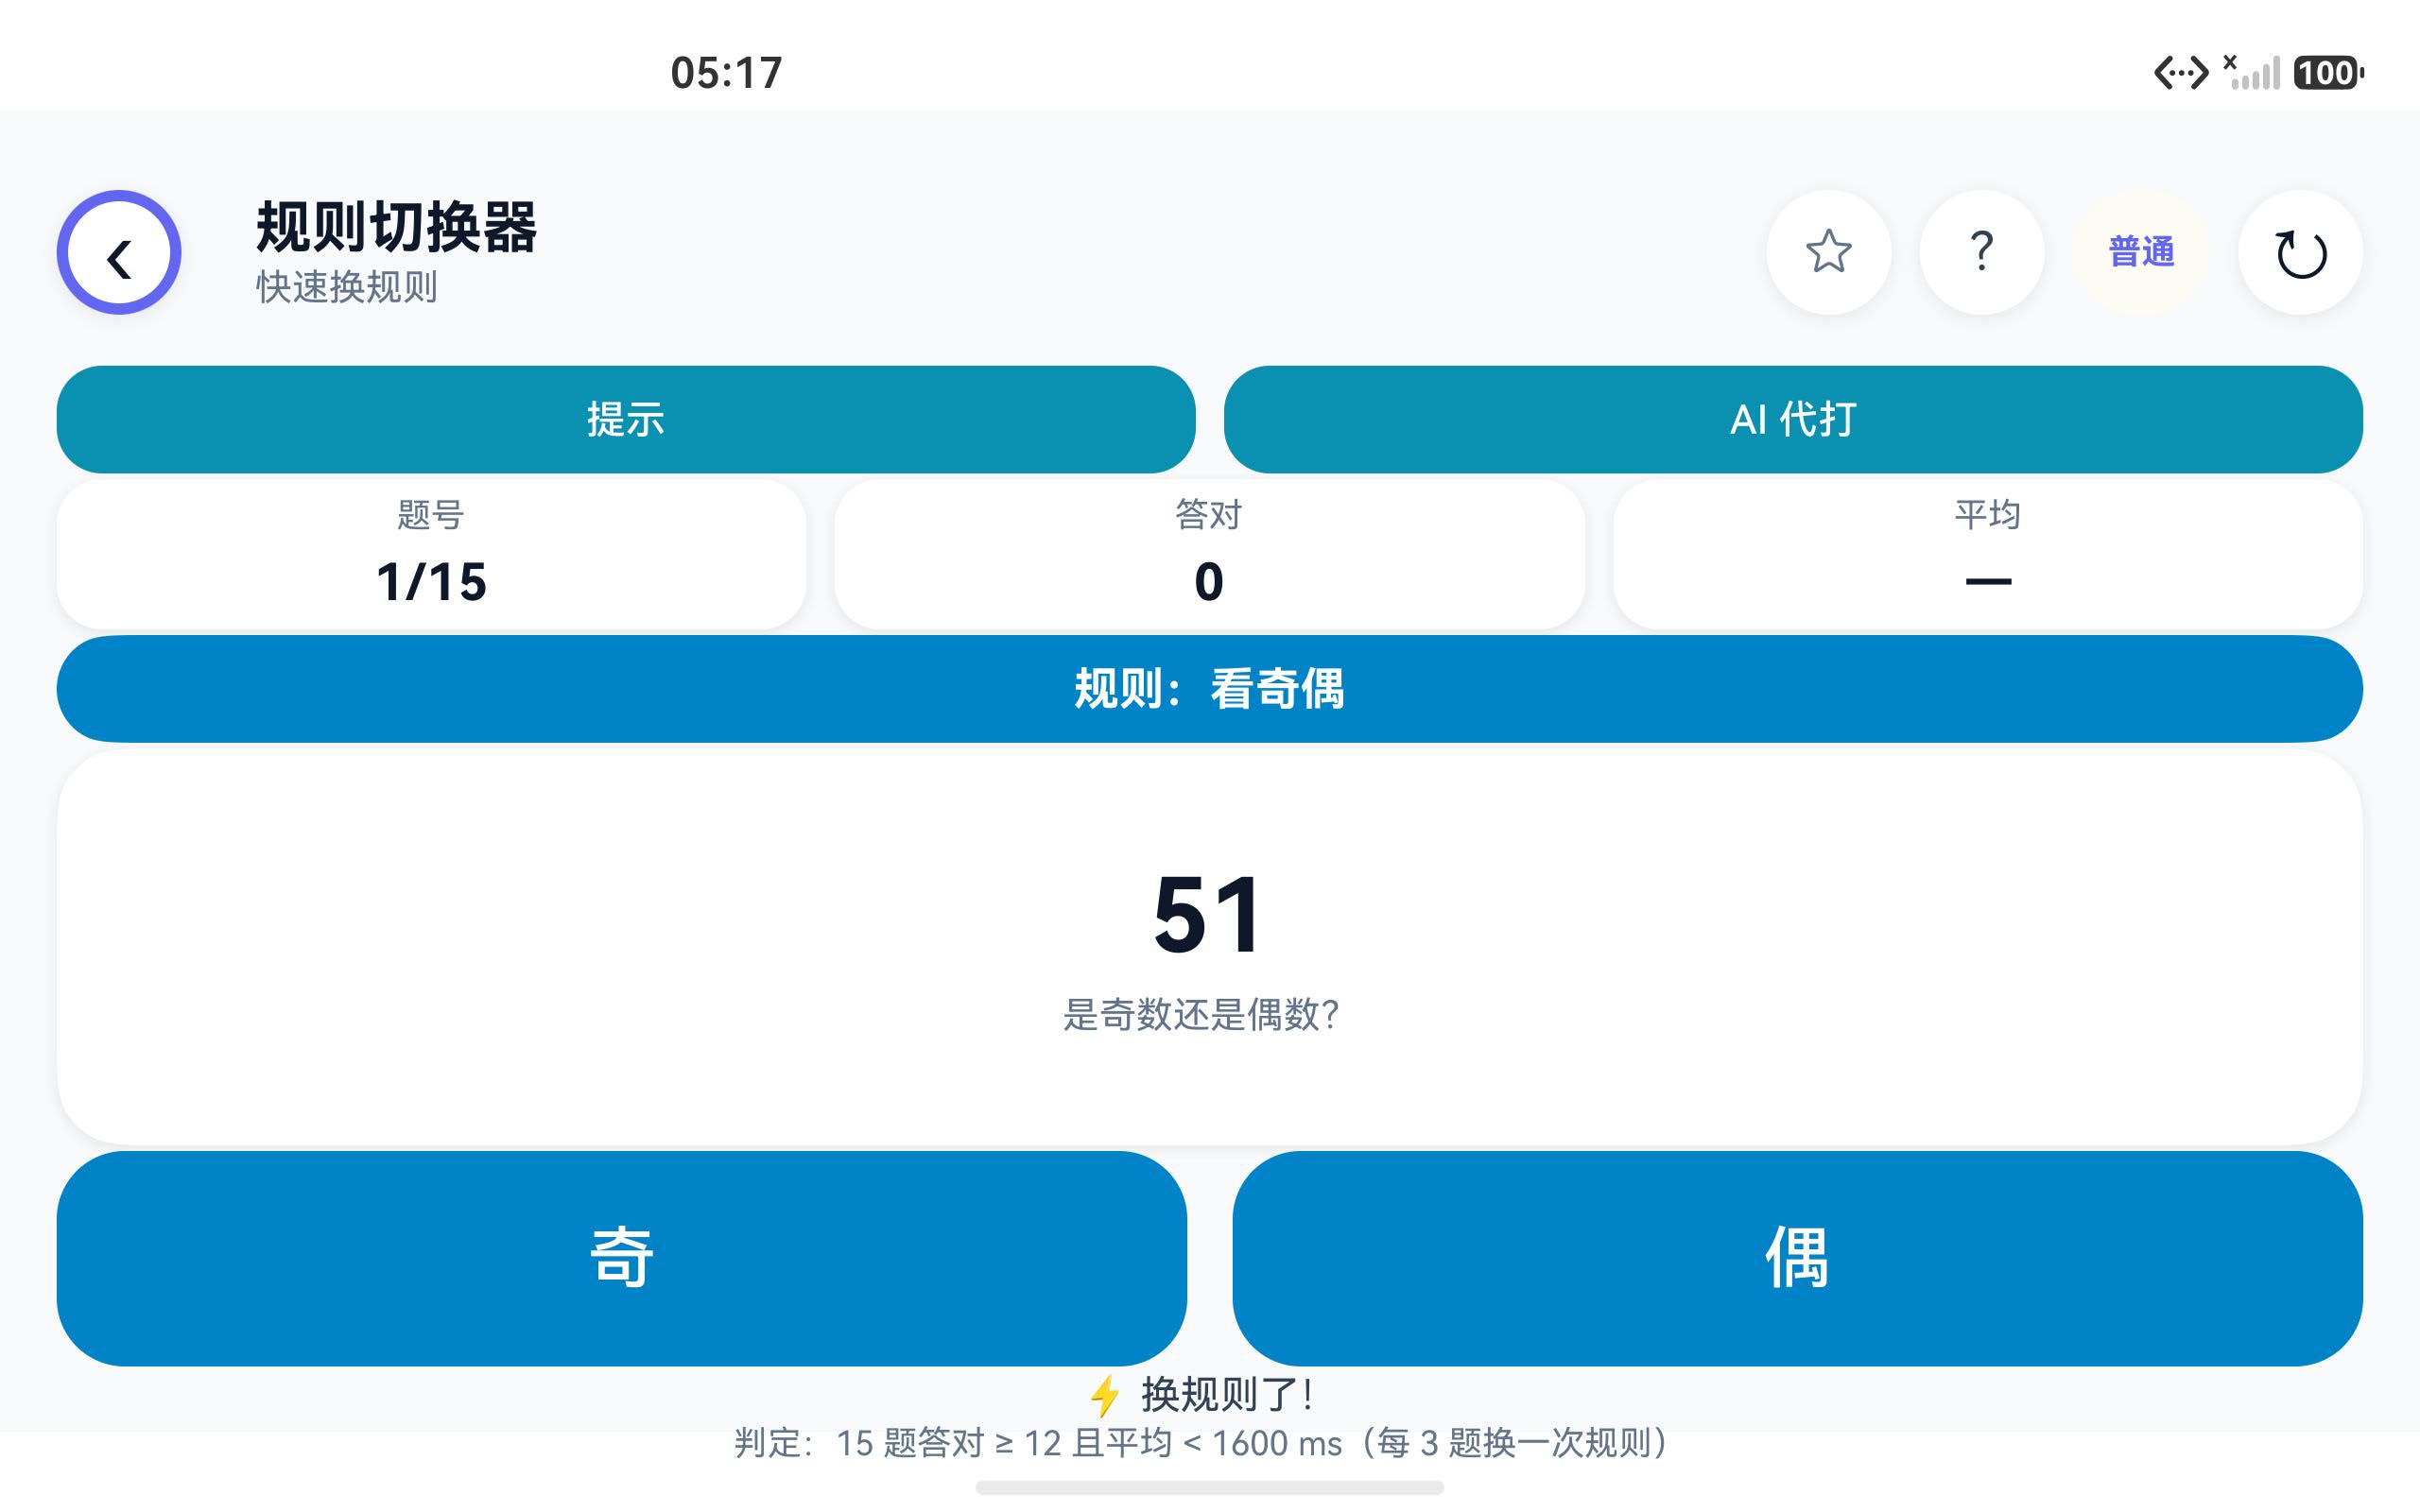 05:17
100
规则切换器
快速换规则
?
普通
提示
AI 代打
题号
答对
平均
1/15
0
—
规则：看奇偶
51
是奇数还是偶数？
奇
偶
⚡ 换规则了！
判定：15 题答对 ≥ 12 且平均 < 1600 ms（每 3 题换一次规则）